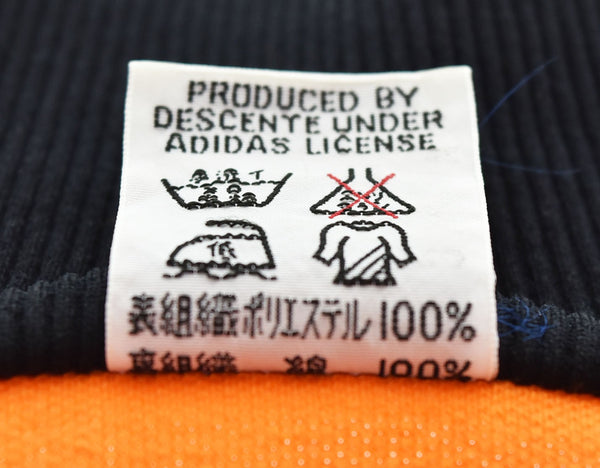 PRODUCED BY
DESCENTE UNDER
ADIDAS LICENSE
低
表組織ポリエステル100%
裏組織 綿 100%